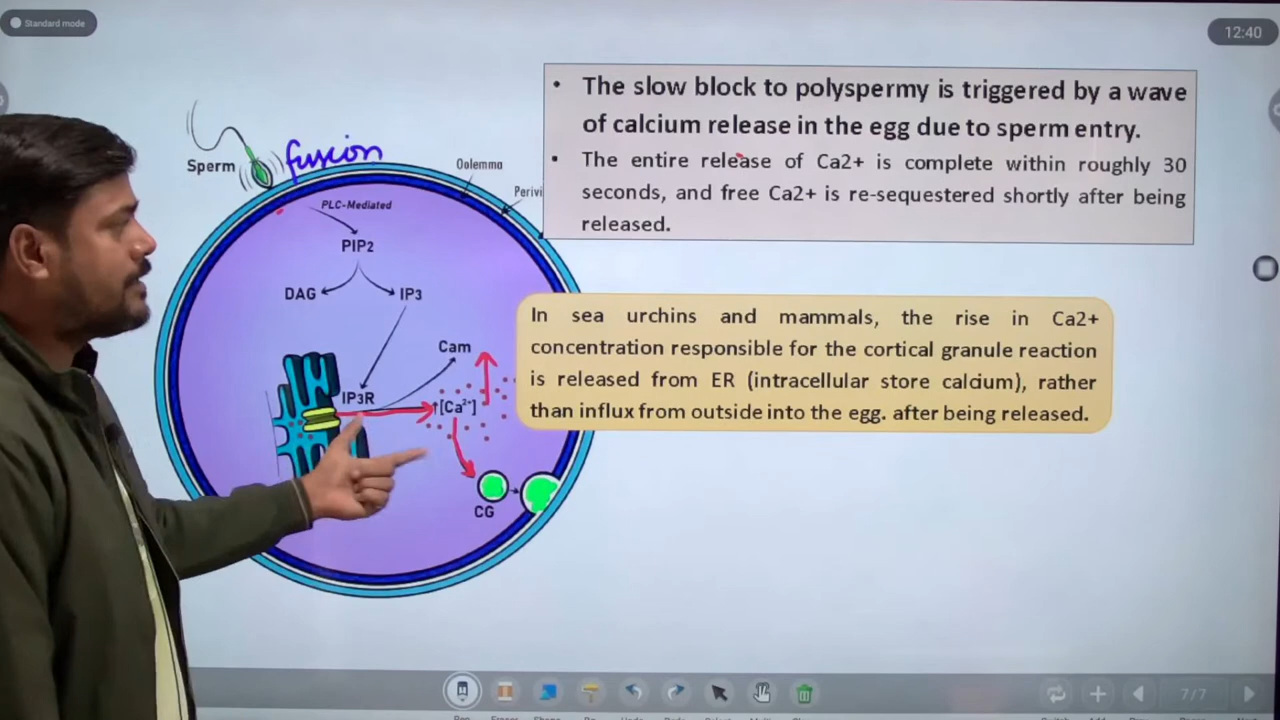 Standard mode
12:40
• The slow block to polyspermy is triggered by a wave
of calcium release in the egg due to sperm entry.
• The entire release of Ca2+ is complete within roughly 30
seconds, and free Ca2+ is re-sequestered shortly after being
released.
Sperm
fusion
Oolemma
PLC-Mediated
PIP2
DAG
IP3
Cam
IP3R
↑[Ca²⁺]
CG
In sea urchins and mammals, the rise in Ca2+
concentration responsible for the cortical granule reaction
is released from ER (intracellular store calcium), rather
than influx from outside into the egg. after being released.
7/7